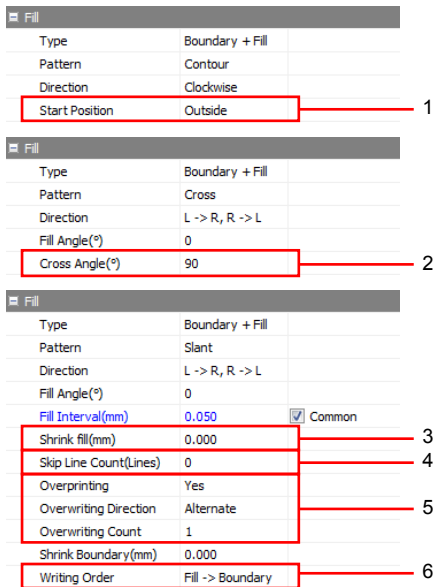 Fill
Type Boundary + Fill
Pattern Contour
Direction Clockwise
Start Position Outside 1
Fill
Type Boundary + Fill
Pattern Cross
Direction L -> R, R -> L
Fill Angle(°) 0
Cross Angle(°) 90 2
Fill
Type Boundary + Fill
Pattern Slant
Direction L -> R, R -> L
Fill Angle(°) 0
Fill Interval(mm) 0.050 Common
Shrink fill(mm) 0.000 3
Skip Line Count(Lines) 0 4
Overprinting Yes
Overwriting Direction Alternate 5
Overwriting Count 1
Shrink Boundary(mm) 0.000
Writing Order Fill -> Boundary 6